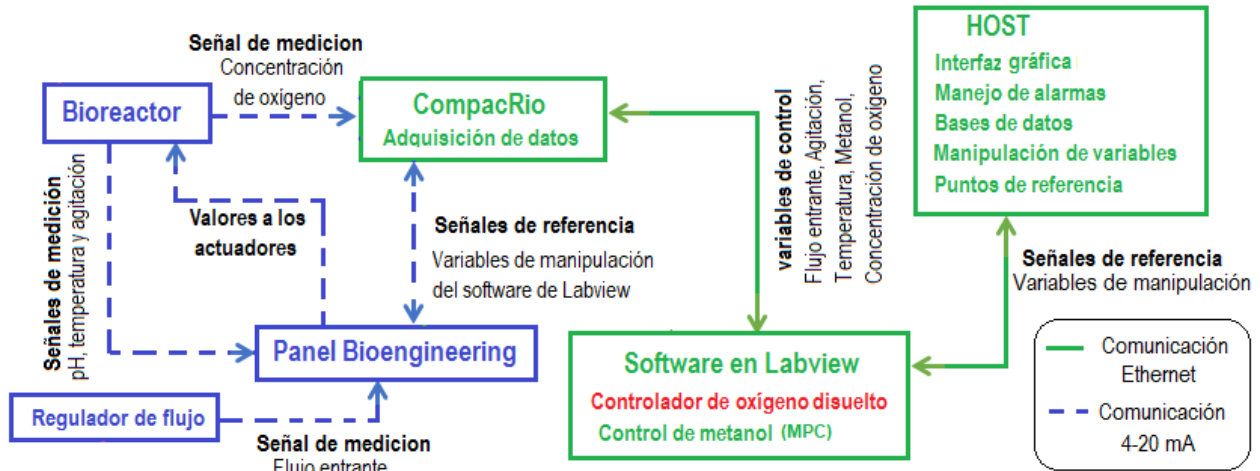 Señal de medicion
Concentración
de oxígeno
Bioreactor
CompacRio
Adquisición de datos
variables de control
Flujo entrante, Agitación,
Temperatura, Metanol,
Concentración de oxígeno
HOST
Interfaz gráfica
Manejo de alarmas
Bases de datos
Manipulación de variables
Puntos de referencia
Señales de medición
pH, temperatura y agitación
Valores a los
actuadores
Señales de referencia
Variables de manipulación
del software de Labview
Señales de referencia
Variables de manipulación
Panel Bioengineering
Software en Labview
Controlador de oxígeno disuelto
Control de metanol (MPC)
Regulador de flujo
Señal de medicion
Flujo entrante
Comunicación
Ethernet
Comunicación
4-20 mA